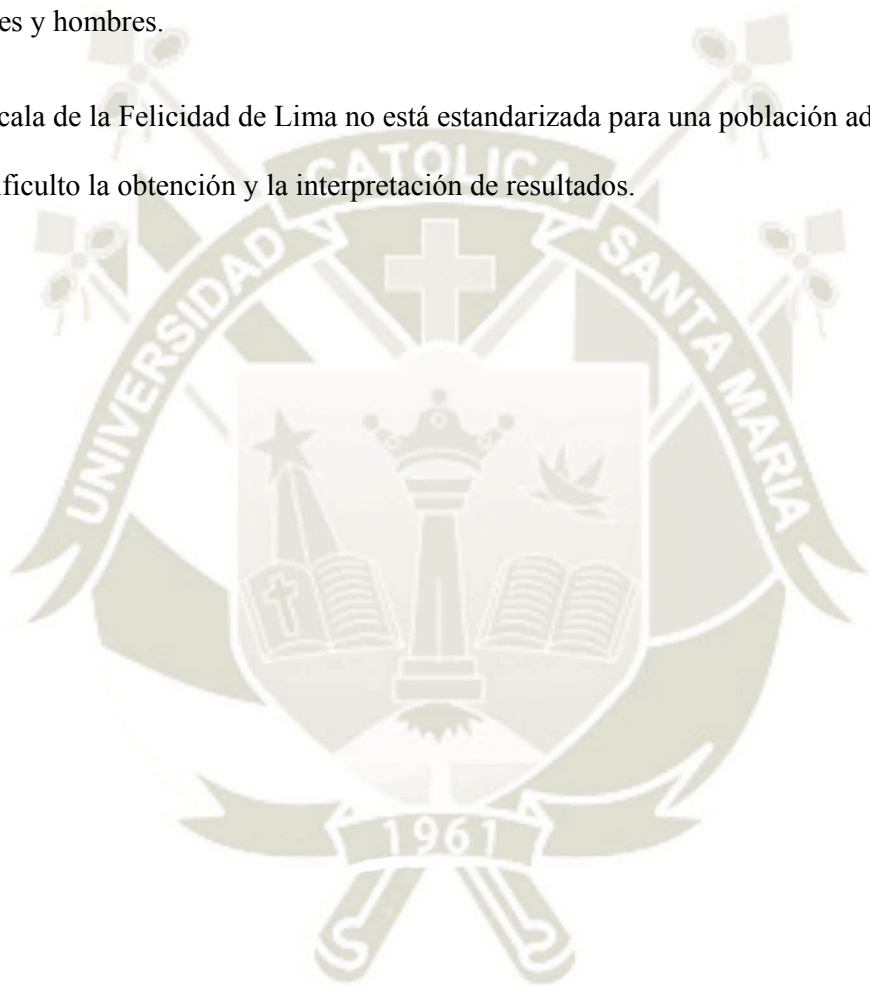 es y hombres.
cala de la Felicidad de Lima no está estandarizada para una población ad
ficulto la obtención y la interpretación de resultados.
CATOLICA
UNIVERSIDAD
SANTA MARIA
1961